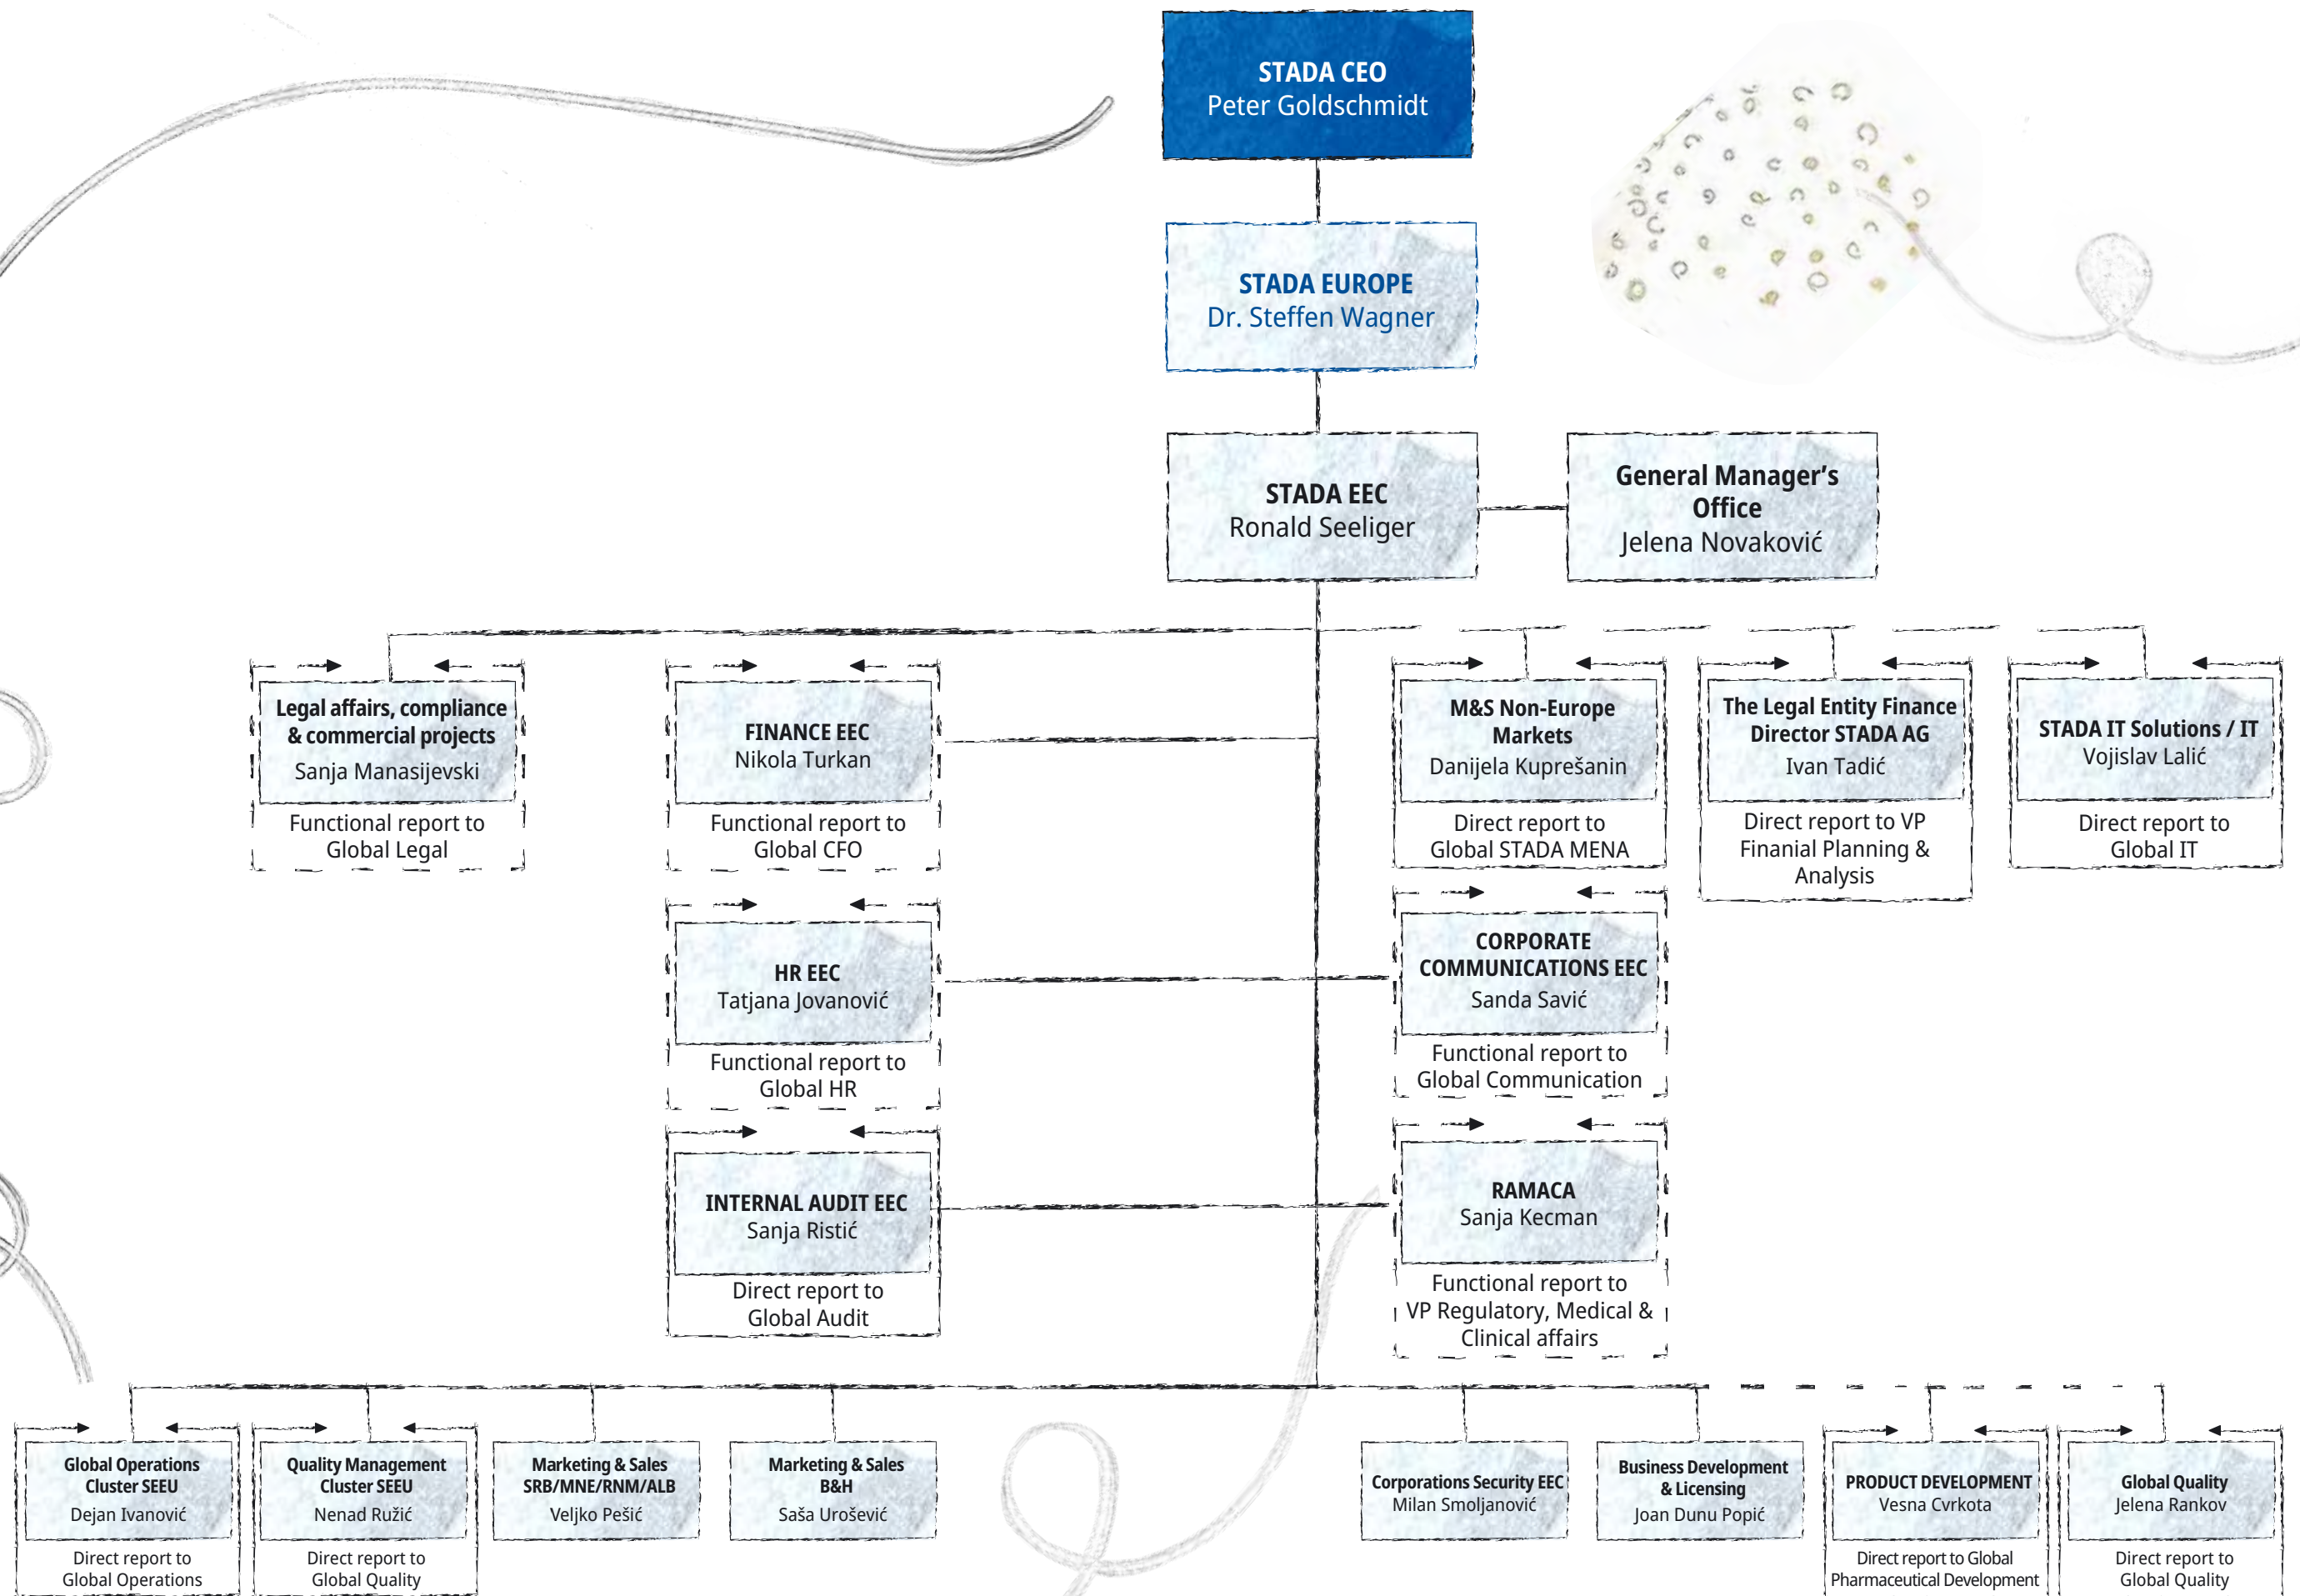 STADA CEO
Peter Goldschmidt
STADA EUROPE
Dr. Steffen Wagner
STADA EEC
Ronald Seeliger
General Manager’s
Office
Jelena Novaković
Legal affairs, compliance
& commercial projects
Sanja Manasijevski
Functional report to
Global Legal
FINANCE EEC
Nikola Turkan
Functional report to
Global CFO
M&S Non-Europe
Markets
Danijela Kuprešanin
Direct report to
Global STADA MENA
The Legal Entity Finance
Director STADA AG
Ivan Tadić
Direct report to VP
Finanial Planning &
Analysis
STADA IT Solutions / IT
Vojislav Lalić
Direct report to
Global IT
HR EEC
Tatjana Jovanović
Functional report to
Global HR
CORPORATE
COMMUNICATIONS EEC
Sanda Savić
Functional report to
Global Communication
INTERNAL AUDIT EEC
Sanja Ristić
Direct report to
Global Audit
RAMACA
Sanja Kecman
Functional report to
VP Regulatory, Medical &
Clinical affairs
Global Operations
Cluster SEEU
Dejan Ivanović
Direct report to
Global Operations
Quality Management
Cluster SEEU
Nenad Ružić
Direct report to
Global Quality
Marketing & Sales
SRB/MNE/RNM/ALB
Veljko Pešić
Marketing & Sales
B&H
Saša Urošević
Corporations Security EEC
Milan Smoljanović
Business Development
& Licensing
Joan Dunu Popić
PRODUCT DEVELOPMENT
Vesna Cvrkota
Direct report to Global
Pharmaceutical Development
Global Quality
Jelena Rankov
Direct report to
Global Quality